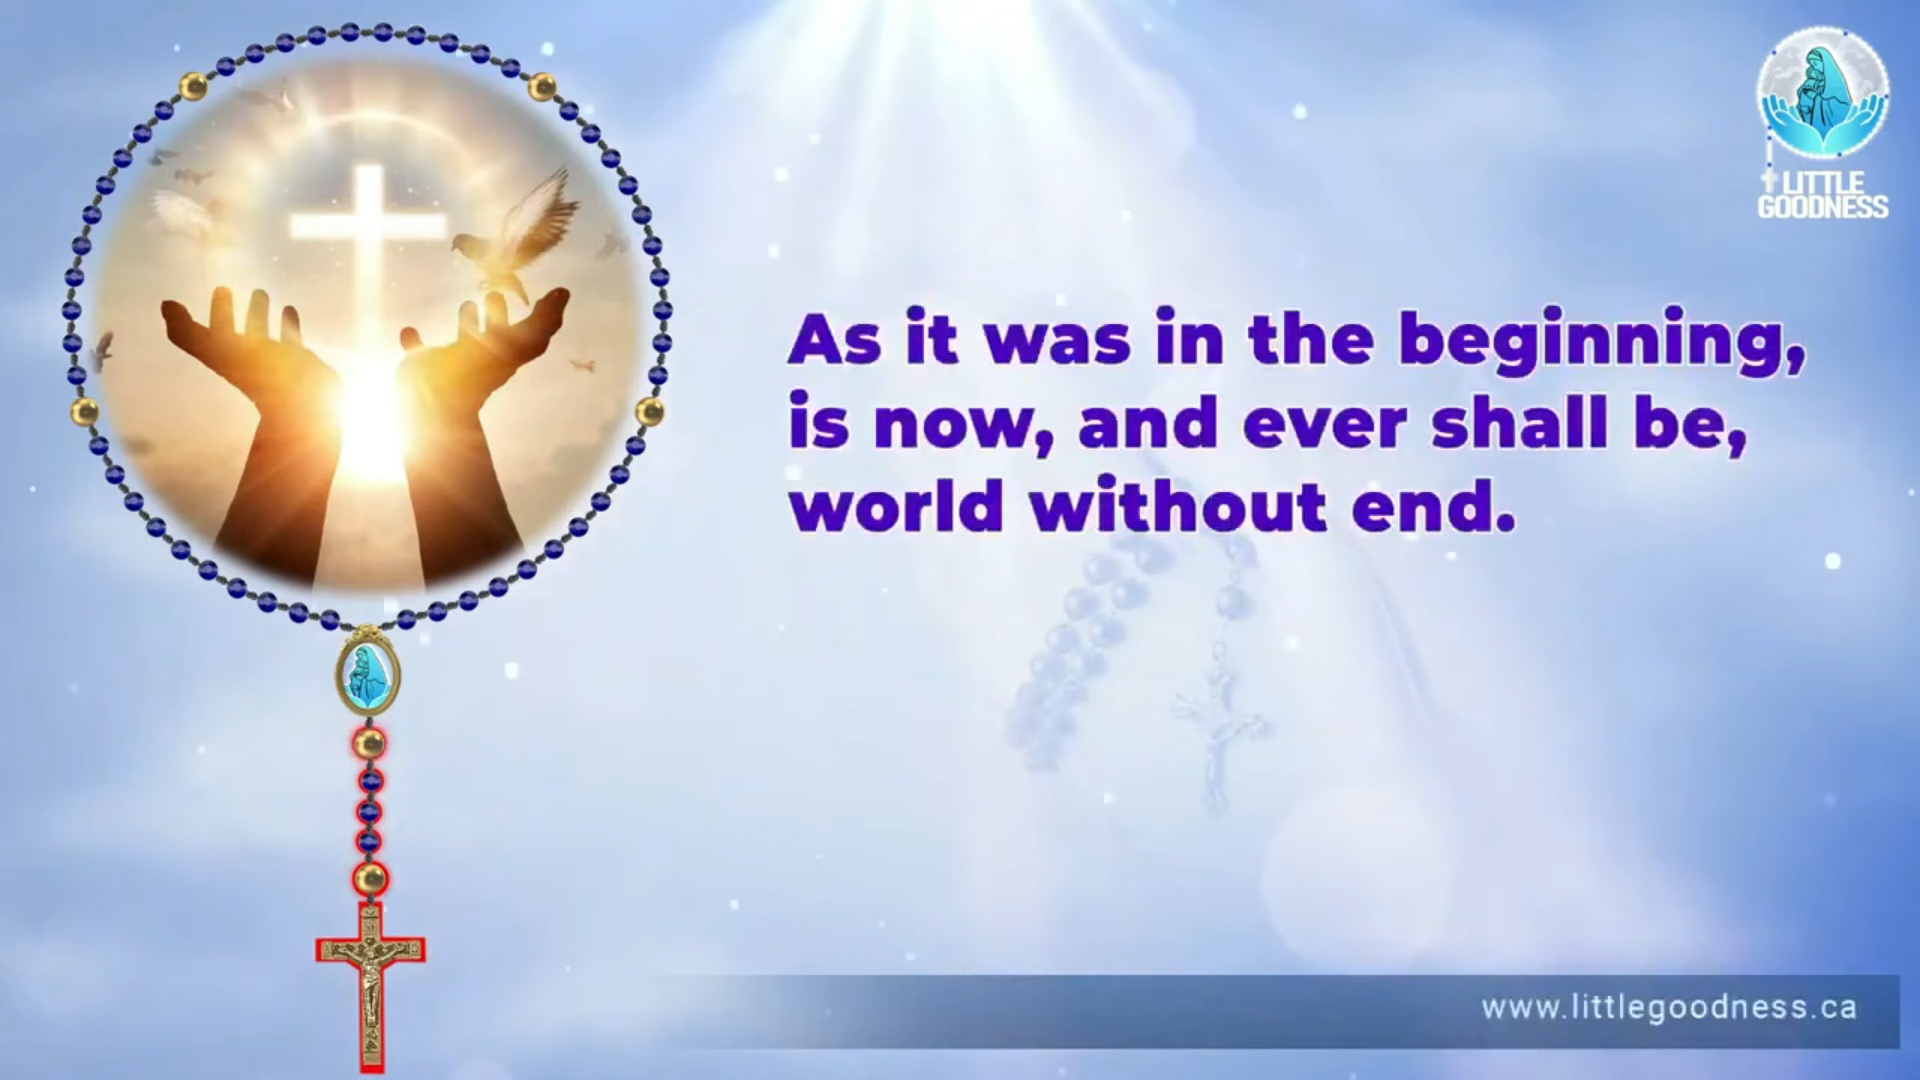 LITTLE
GOODNESS
As it was in the beginning,
is now, and ever shall be,
world without end.
www.littlegoodness.ca